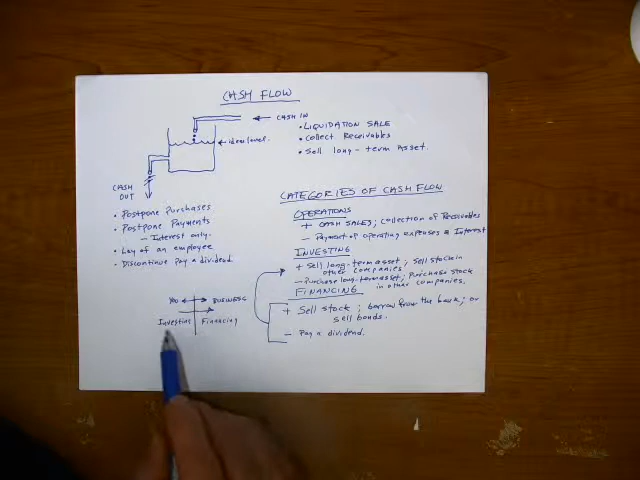 CASH FLOW
CASH IN
ideal level.
• LIQUIDATION SALE
• Collect Receivables
• Sell long-term Asset.
CASH
OUT
• Postpone Purchases
• Postpone Payments
- Interest only.
• Lay of an employee
• Discontinue Pay a dividend
YOU
BUSINESS
Investing
Financing
CATEGORIES OF CASH FLOW
OPERATIONS
+ CASH SALES; Collection of Receivables
- Payment of operating expenses & Interest
INVESTING
+ Sell long-term asset; Sell stock in
other companies
- Purchase long-term asset; Purchase stock
in other companies.
FINANCING
+ Sell stock; borrow from the bank; or
sell bonds.
- Pay a dividend.